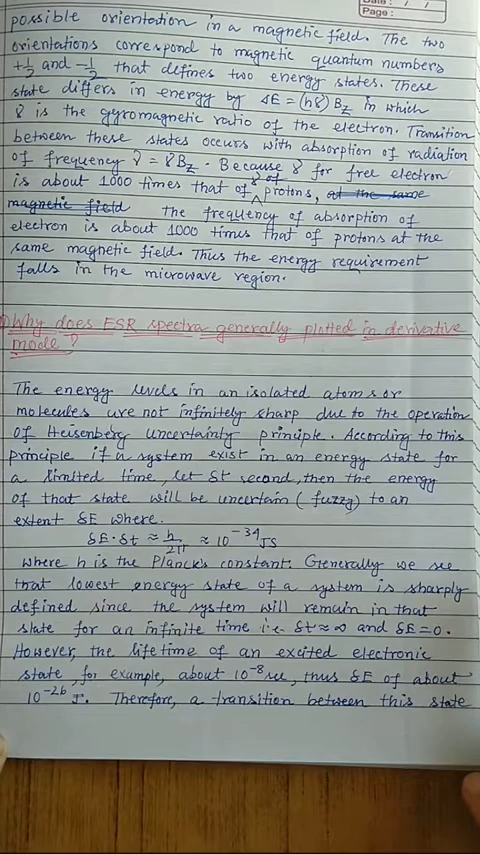 Date : / /
Page :
possible orientation in a magnetic field. The two
orientations correspond to magnetic quantum numbers
+½ and -½ that defines two energy states. These
state differs in energy by ΔE = (hγ) Bz in which
γ is the gyromagnetic ratio of the electron. Transition
between these states occurs with absorption of radiation
of frequency ν = γBz. Because γ for free electron
is about 1000 times that of ^γ of protons, at the same
magnetic field The frequency of absorption of
electron is about 1000 times that of protons at the
same magnetic field. Thus the energy requirement
falls in the microwave region.
Why does ESR spectra generally plotted in derivative
mode?
The energy levels in an isolated atoms or
molecules are not infinitely sharp due to the operation
of Heisenberg uncertainty principle. According to this
principle if a system exist in an energy state for
a limited time, let δt second, then the energy
of that state will be uncertain (fuzzy) to an
extent δE where.
δE·δt ≈ h/2π ≈ 10⁻³⁴ JS
where h is the Planck's constant. Generally we see
that lowest energy state of a system is sharply
defined since the system will remain in that
state for an infinite time i.e. δt ≈ ∞ and δE = 0.
However, the lifetime of an excited electronic
state, for example, about 10⁻⁸ sec, thus δE of about
10⁻²⁶ J. Therefore, a transition between this state